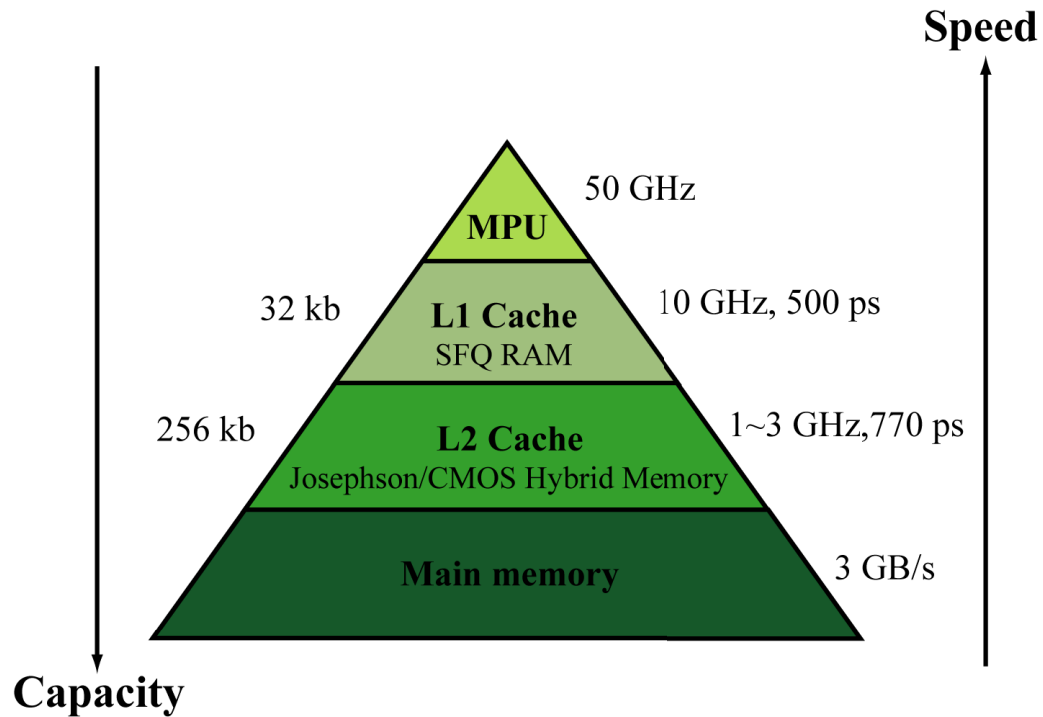 Speed
50 GHz
MPU
32 kb
L1 Cache
10 GHz, 500 ps
SFQ RAM
256 kb
L2 Cache
1~3 GHz,770 ps
Josephson/CMOS Hybrid Memory
Main memory
3 GB/s
Capacity